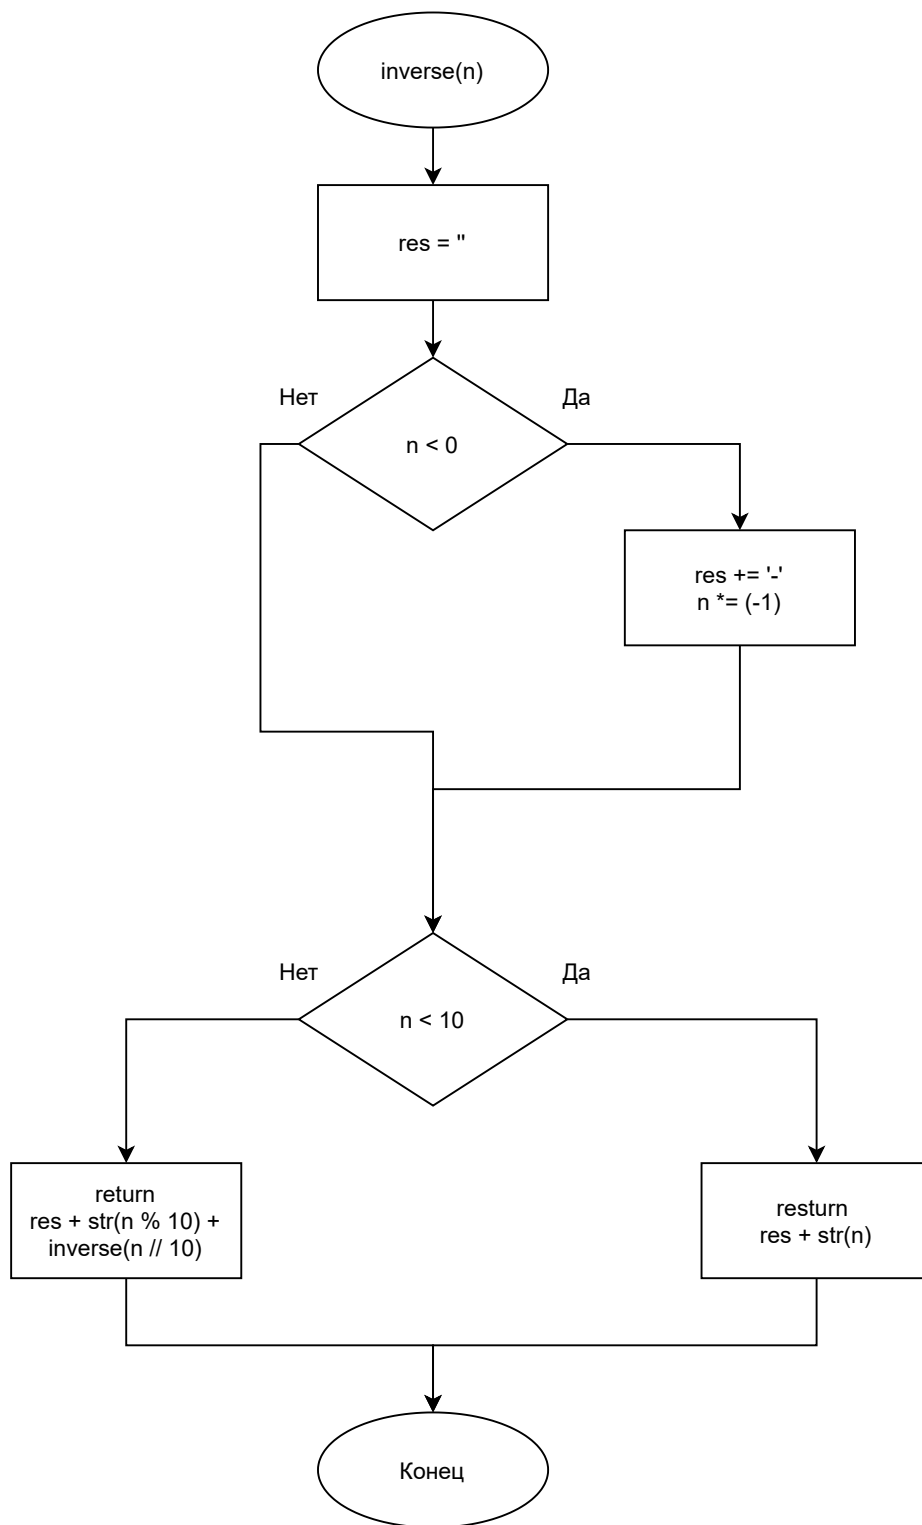 inverse(n)
res = ''
Нет
Да
n < 0
res += '-'
n *= (-1)
Нет
Да
n < 10
return
res + str(n % 10) +
inverse(n // 10)
resturn
res + str(n)
Конец